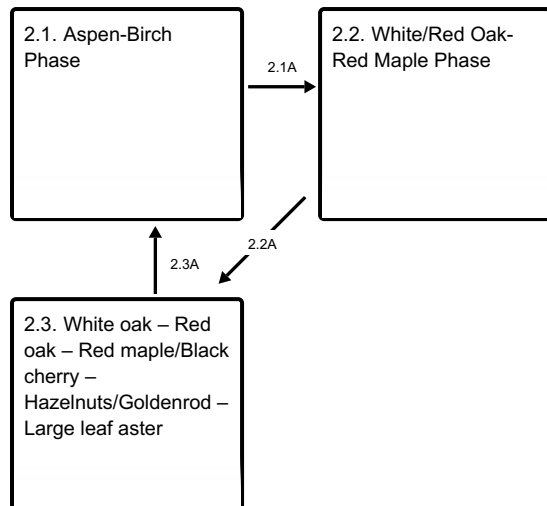 2.1. Aspen-Birch
Phase
2.1A
2.2. White/Red Oak-
Red Maple Phase
2.2A
2.3A
2.3. White oak – Red
oak – Red maple/Black
cherry –
Hazelnuts/Goldenrod –
Large leaf aster